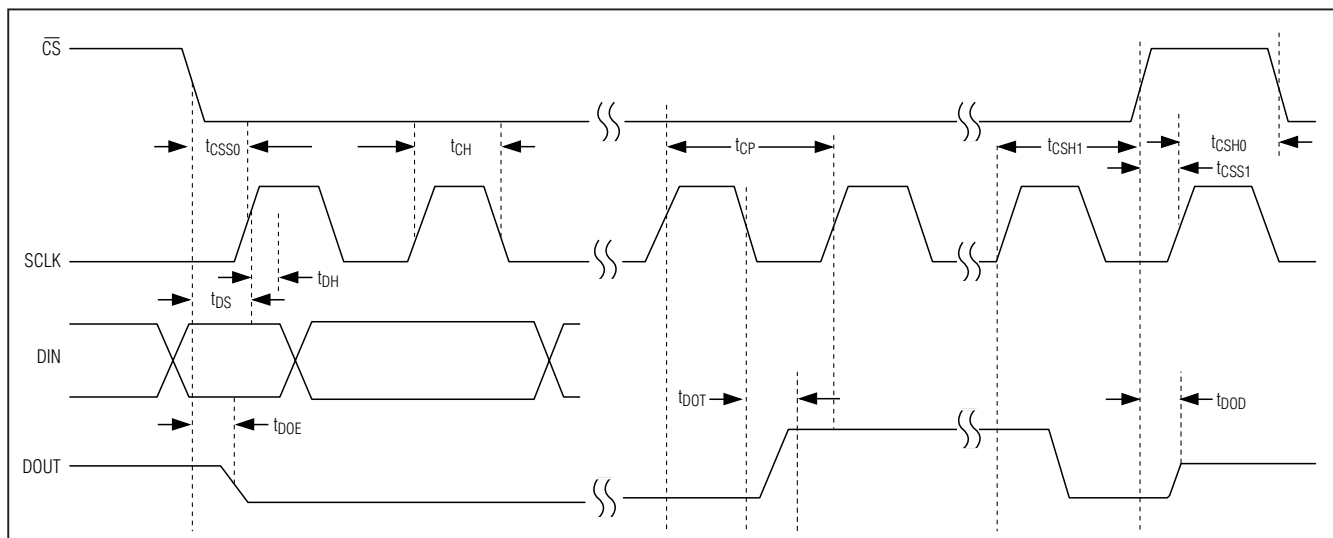 CS
tCSS0
tCH
tCP
tCSH1
tCSH0
tCSS1
SCLK
tDH
tDS
DIN
tDOT
tDOD
tDOE
DOUT